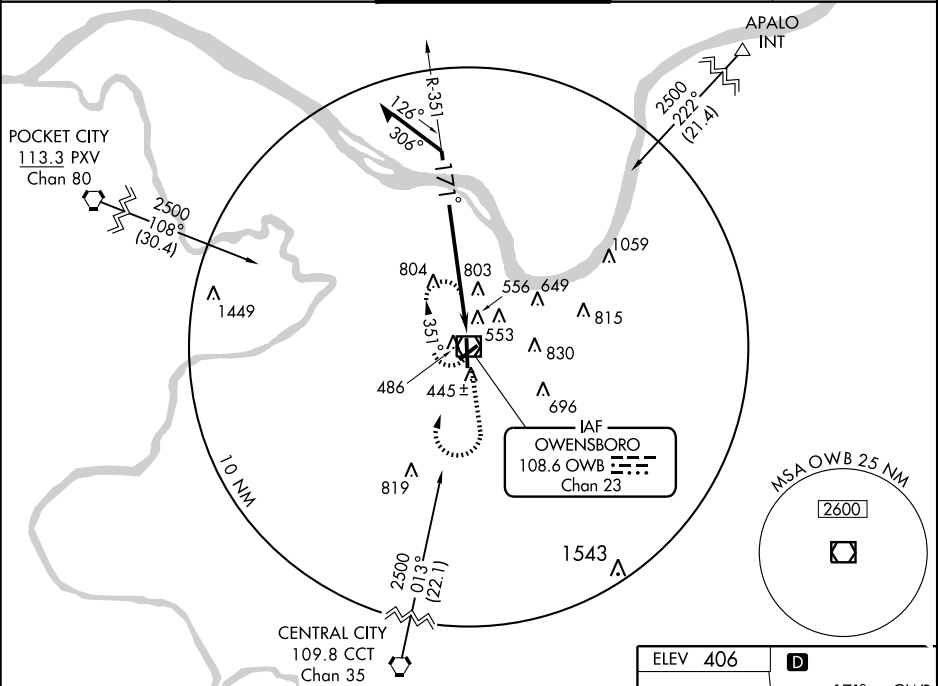 APALO
INT
2500
222°
(21.4)
R-351
126°
306°
171°
POCKET CITY
113.3 PXV
Chan 80
2500
108°
(30.4)
1059
804
803
556
649
1449
815
553
351°
830
486
445 ±
696
IAF
OWENSBORO
108.6 OWB
Chan 23
10 NM
819
MSA OWB 25 NM
2600
1543
2500
013°
(22.1)
CENTRAL CITY
109.8 CCT
Chan 35
ELEV 406
D